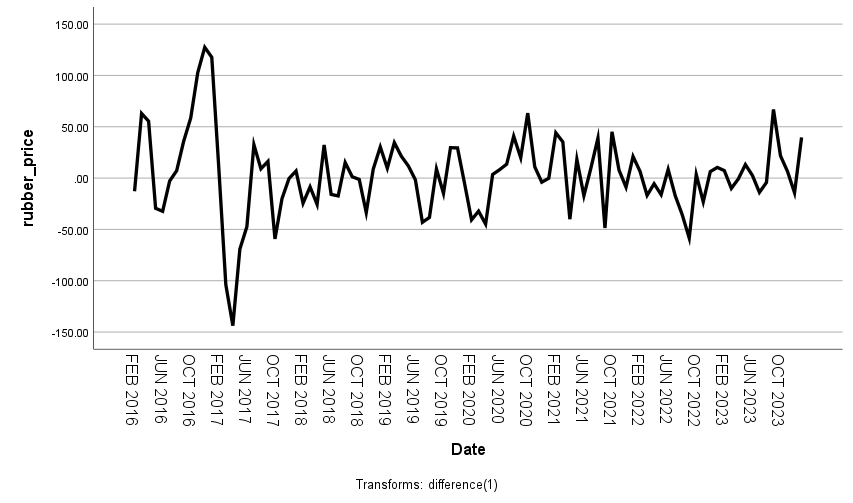 150.00
100.00
50.00
.00
-50.00
-100.00
-150.00
rubber_price
FEB 2016
JUN 2016
OCT 2016
FEB 2017
JUN 2017
OCT 2017
FEB 2018
JUN 2018
OCT 2018
FEB 2019
JUN 2019
OCT 2019
FEB 2020
JUN 2020
OCT 2020
FEB 2021
JUN 2021
OCT 2021
FEB 2022
JUN 2022
OCT 2022
FEB 2023
JUN 2023
OCT 2023
Date
Transforms: difference(1)